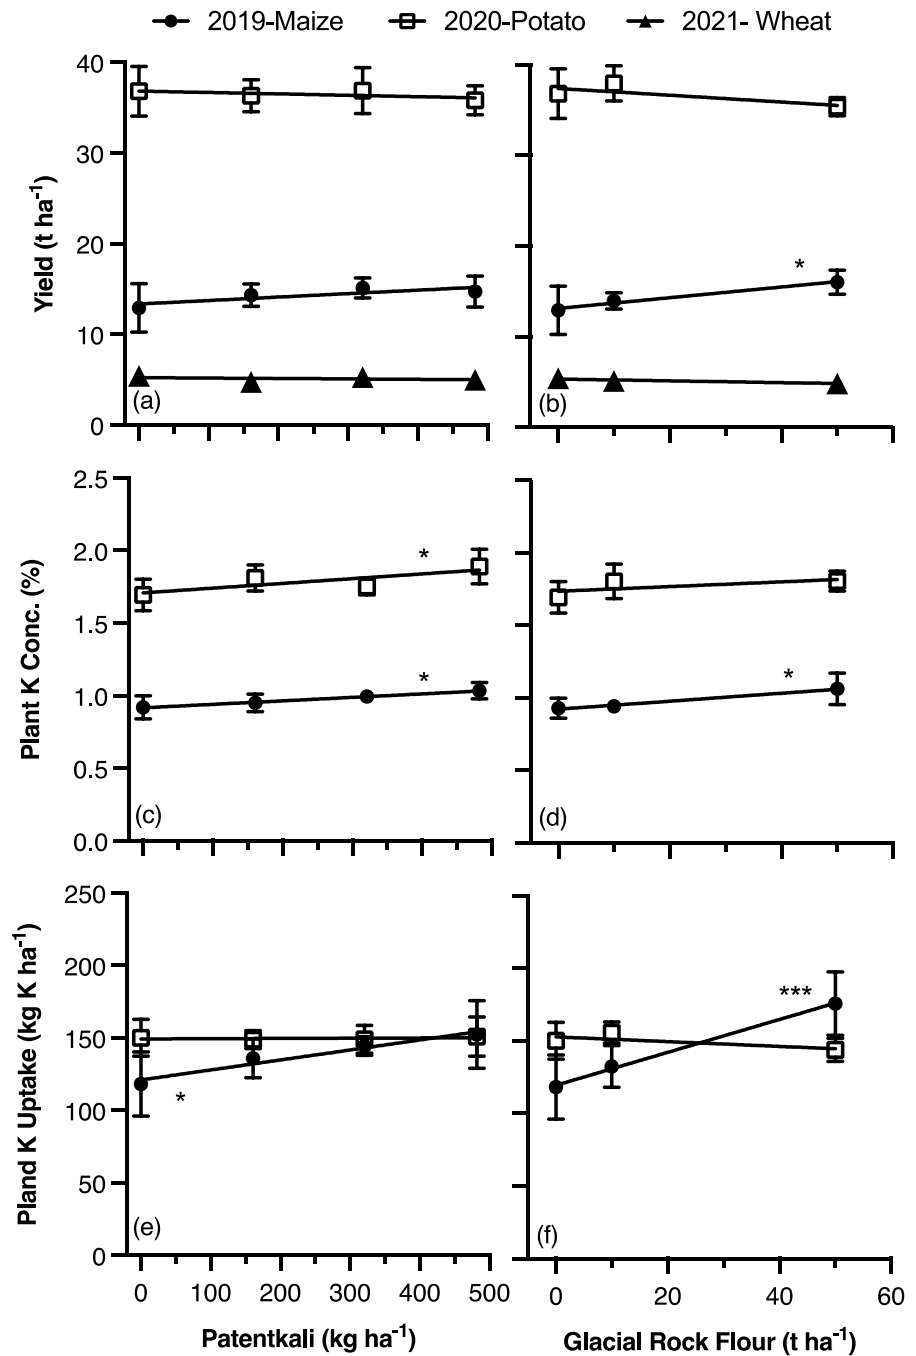 2019-Maize 2020-Potato 2021- Wheat
40
30
20
10
0
Yield (t ha-1)
(a)
*
(b)
2.5
2.0
1.5
1.0
0.5
0.0
Plant K Conc. (%)
*
*
(c)
*
(d)
250
200
150
100
50
0
Pland K Uptake (kg K ha-1)
*
(e)
***
(f)
0 100 200 300 400 500
0 20 40 60
Patentkali (kg ha-1)
Glacial Rock Flour (t ha-1)